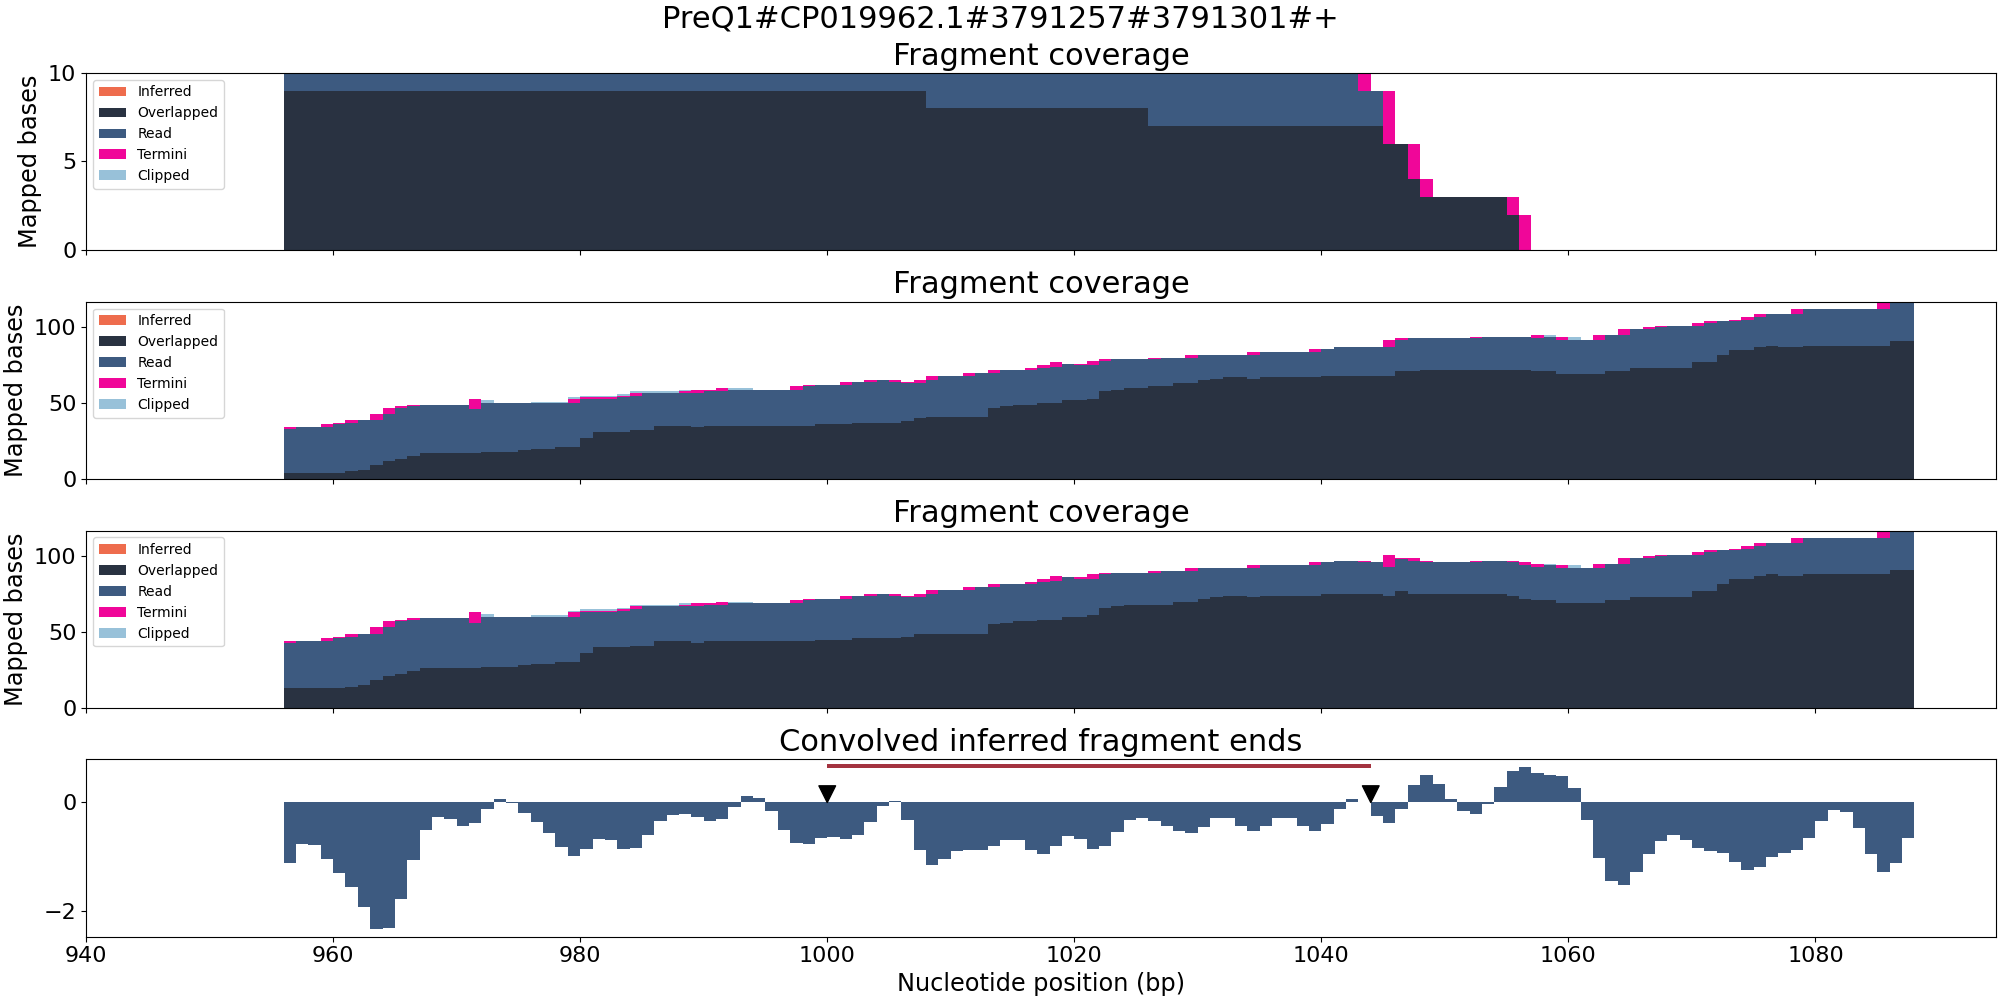 PreQ1#CP019962.1#3791257#3791301#+
Fragment coverage
Mapped bases
10
5
0
Inferred
Overlapped
Read
Termini
Clipped
Fragment coverage
Mapped bases
100
50
0
Inferred
Overlapped
Read
Termini
Clipped
Fragment coverage
Mapped bases
100
50
0
Inferred
Overlapped
Read
Termini
Clipped
Convolved inferred fragment ends
0
−2
940 960 980 1000 1020 1040 1060 1080
Nucleotide position (bp)